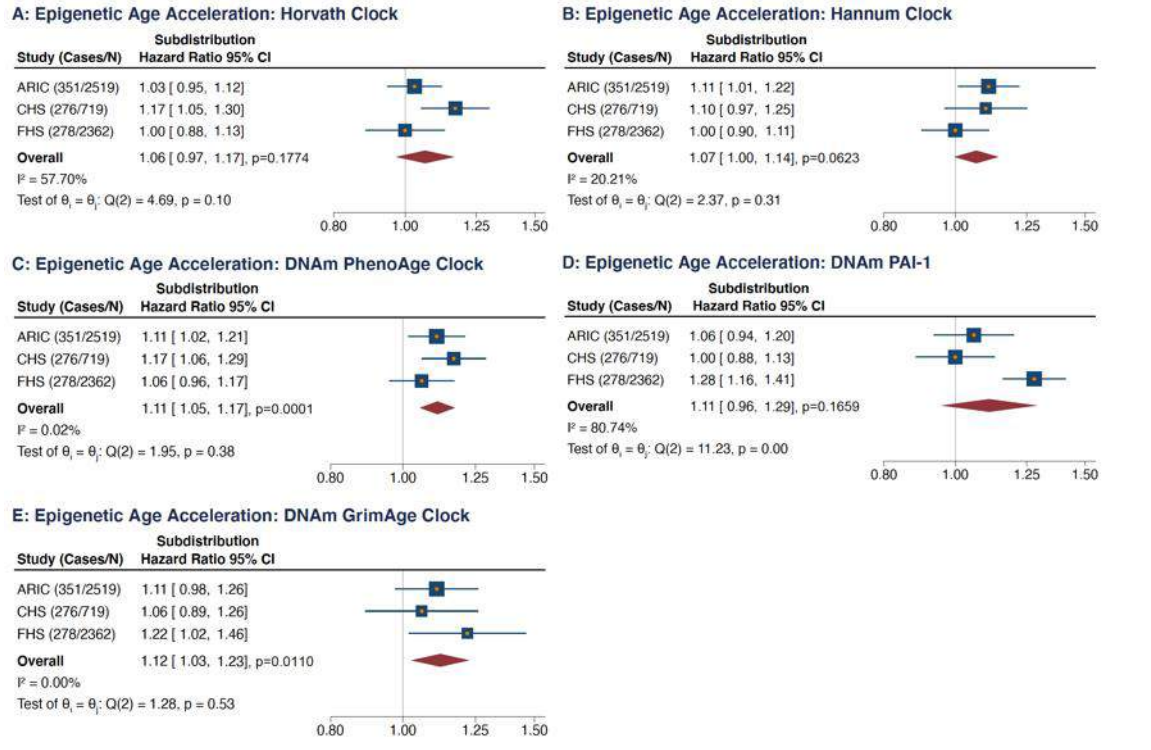 A: Epigenetic Age Acceleration: Horvath Clock
Subdistribution
Study (Cases/N) Hazard Ratio 95% CI
ARIC (351/2519) 1.03 [ 0.95, 1.12]
CHS (276/719) 1.17 [ 1.05, 1.30]
FHS (278/2362) 1.00 [ 0.88, 1.13]
Overall 1.06 [ 0.97, 1.17], p=0.1774
I² = 57.70%
Test of θᵢ = θⱼ: Q(2) = 4.69, p = 0.10
0.80 1.00 1.25 1.50
B: Epigenetic Age Acceleration: Hannum Clock
Subdistribution
Study (Cases/N) Hazard Ratio 95% CI
ARIC (351/2519) 1.11 [ 1.01, 1.22]
CHS (276/719) 1.10 [ 0.97, 1.25]
FHS (278/2362) 1.00 [ 0.90, 1.11]
Overall 1.07 [ 1.00, 1.14], p=0.0623
I² = 20.21%
Test of θᵢ = θⱼ: Q(2) = 2.37, p = 0.31
0.80 1.00 1.25 1.50
C: Epigenetic Age Acceleration: DNAm PhenoAge Clock
Subdistribution
Study (Cases/N) Hazard Ratio 95% CI
ARIC (351/2519) 1.11 [ 1.02, 1.21]
CHS (276/719) 1.17 [ 1.06, 1.29]
FHS (278/2362) 1.06 [ 0.96, 1.17]
Overall 1.11 [ 1.05, 1.17], p=0.0001
I² = 0.02%
Test of θᵢ = θⱼ: Q(2) = 1.95, p = 0.38
0.80 1.00 1.25 1.50
D: Epigenetic Age Acceleration: DNAm PAI-1
Subdistribution
Study (Cases/N) Hazard Ratio 95% CI
ARIC (351/2519) 1.06 [ 0.94, 1.20]
CHS (276/719) 1.00 [ 0.88, 1.13]
FHS (278/2362) 1.28 [ 1.16, 1.41]
Overall 1.11 [ 0.96, 1.29], p=0.1659
I² = 80.74%
Test of θᵢ = θⱼ: Q(2) = 11.23, p = 0.00
0.80 1.00 1.25 1.50
E: Epigenetic Age Acceleration: DNAm GrimAge Clock
Subdistribution
Study (Cases/N) Hazard Ratio 95% CI
ARIC (351/2519) 1.11 [ 0.98, 1.26]
CHS (276/719) 1.06 [ 0.89, 1.26]
FHS (278/2362) 1.22 [ 1.02, 1.46]
Overall 1.12 [ 1.03, 1.23], p=0.0110
I² = 0.00%
Test of θᵢ = θⱼ: Q(2) = 1.28, p = 0.53
0.80 1.00 1.25 1.50